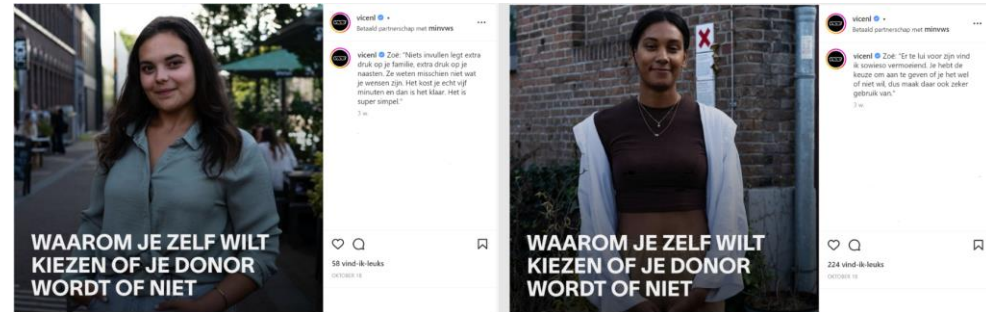 WAAROM JE ZELF WILT
KIEZEN OF JE DONOR
WORDT OF NIET
vicenl •
Betaald partnerschap met minvws
vicenl Zoë: "Niets invullen legt extra
druk op je familie, extra druk op je
naasten. Ze weten misschien niet wat
je wensen zijn. Het kost je echt vijf
minuten en dan is het klaar. Het is
super simpel."
3 w
58 vind-ik-leuks
OKTOBER 18
WAAROM JE ZELF WILT
KIEZEN OF JE DONOR
WORDT OF NIET
vicenl •
Betaald partnerschap met minvws
vicenl Zoë: "Er te lui voor zijn vind
ik sowieso vermoeiend. Je hebt de
keuze om aan te geven of je het wel
of niet wil, dus maak daar ook zeker
gebruik van."
3 w
224 vind-ik-leuks
OKTOBER 18